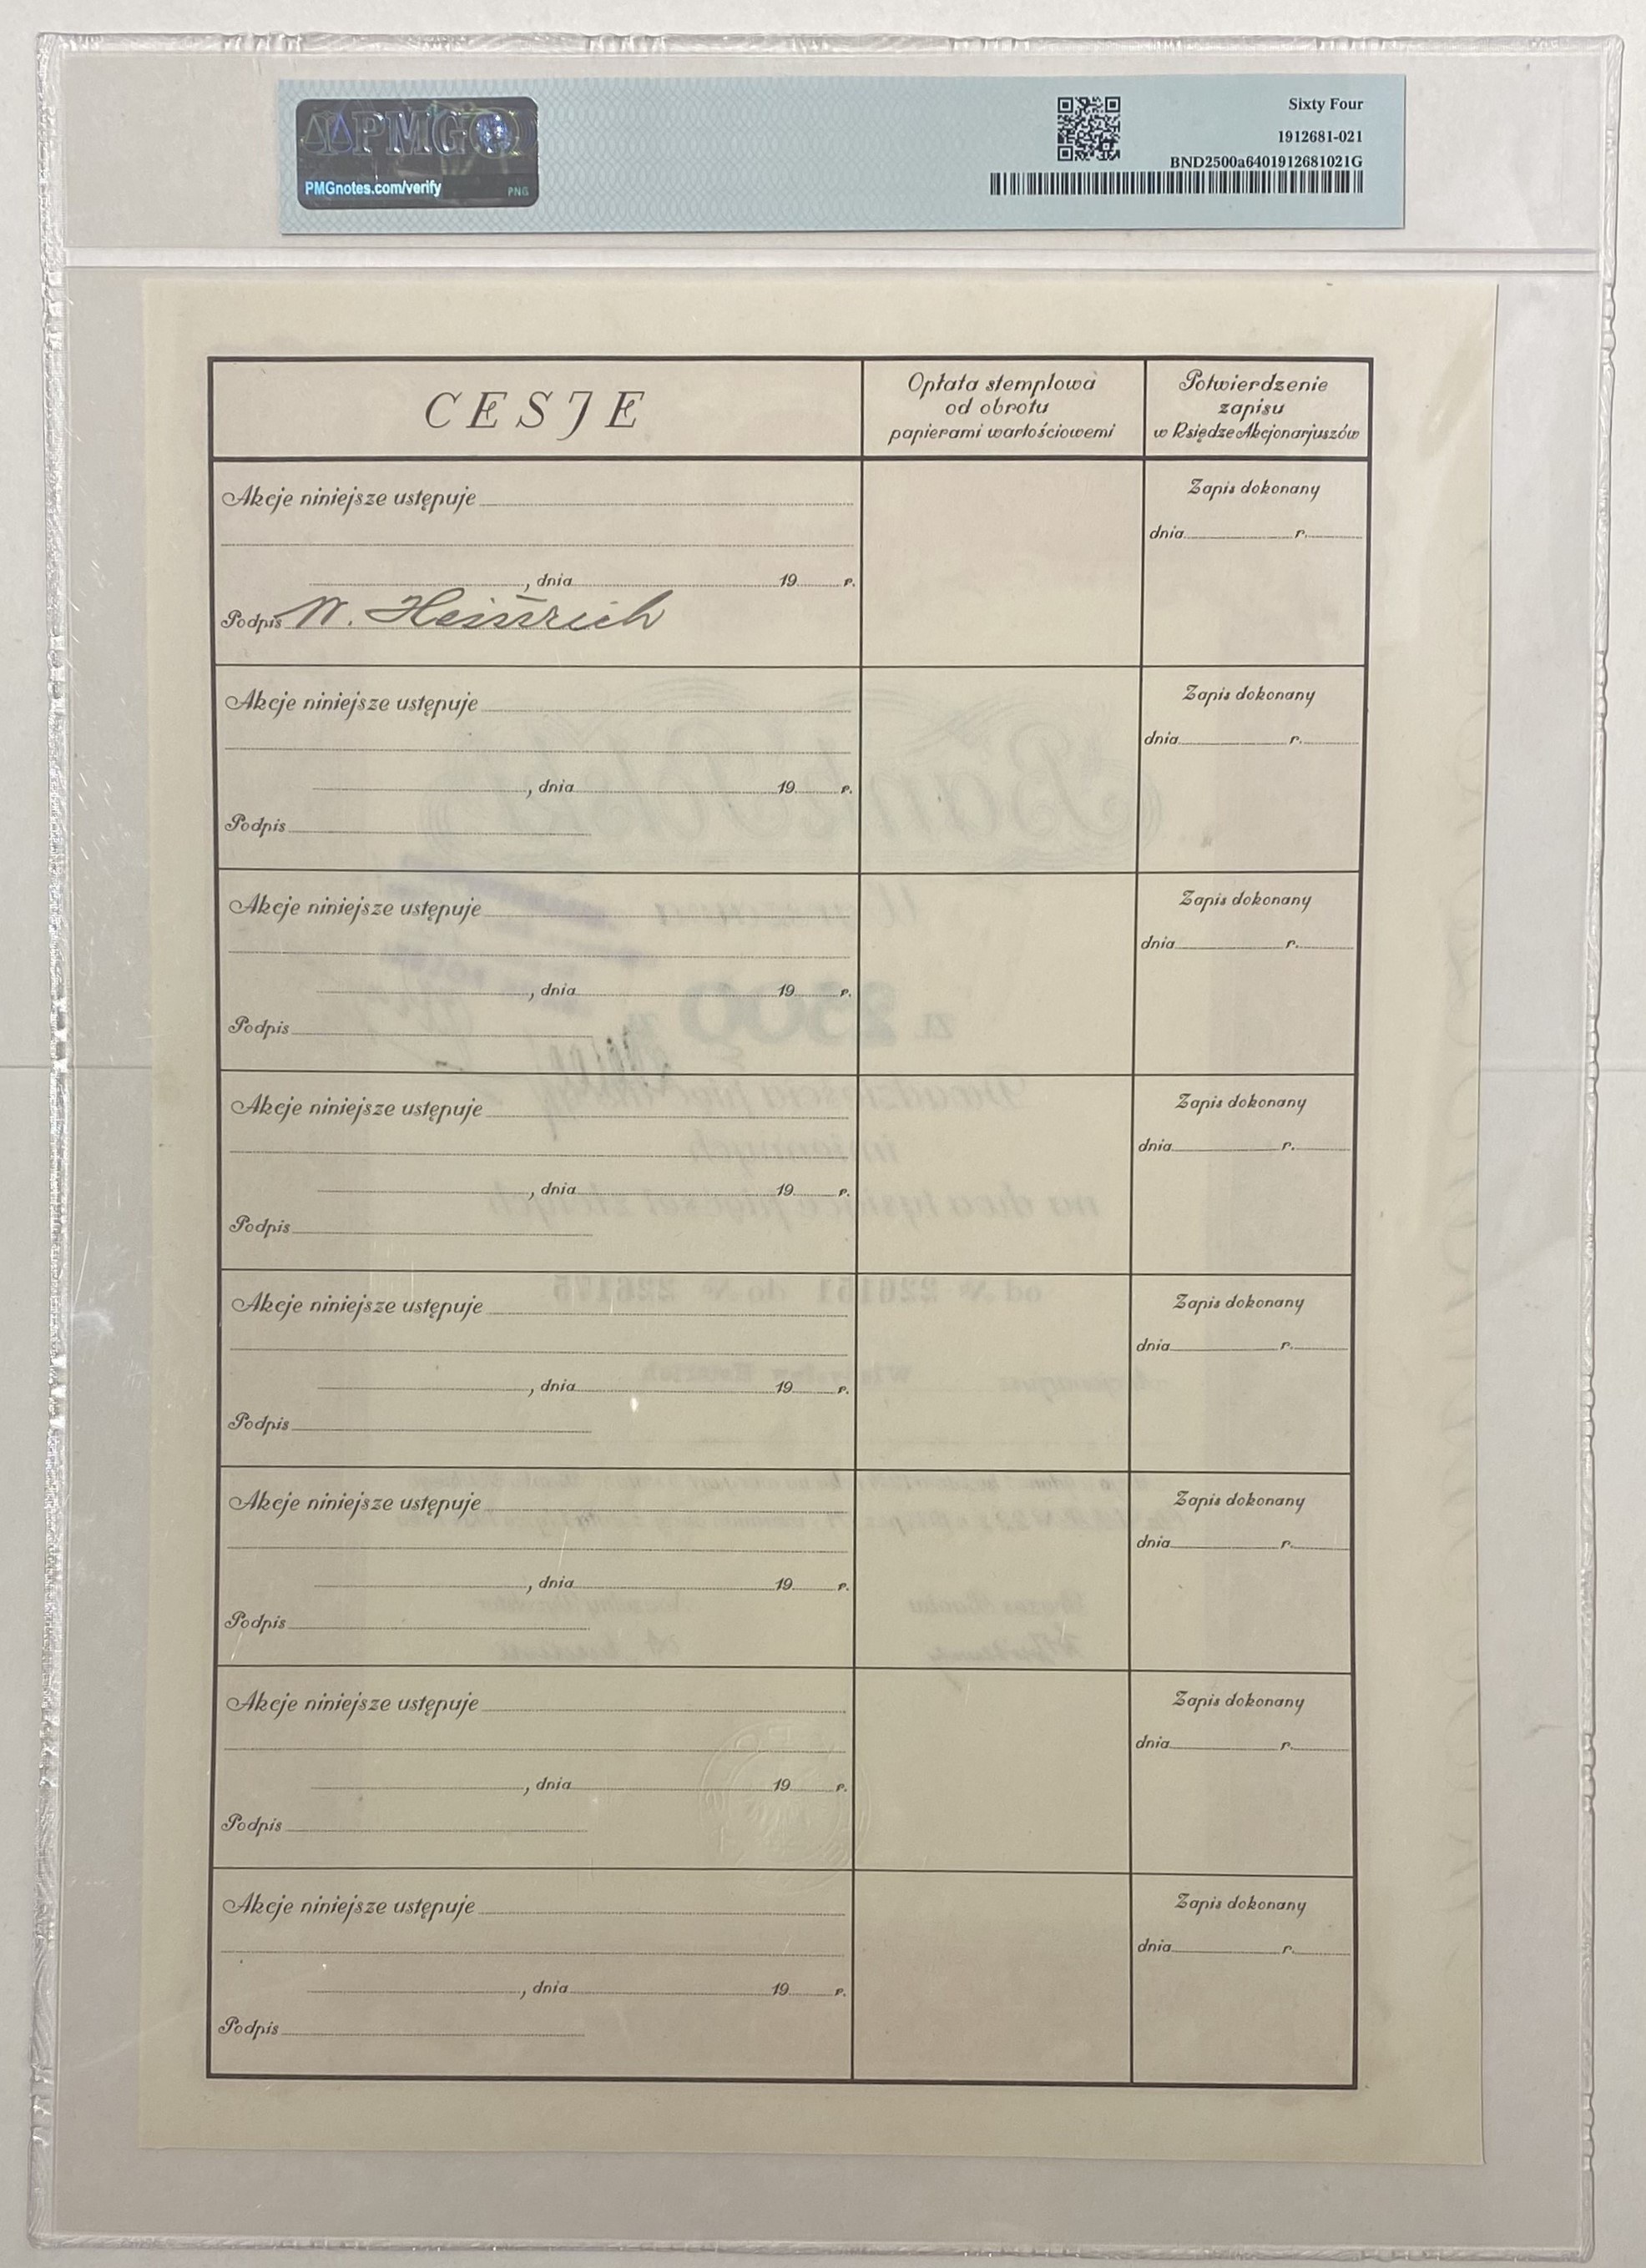 PMG
PMGnotes.com/verify
PNG
Sixty Four
1912681-021
BND2500a6401912681021G
CESJE
Opłata stemplowa
od obrotu
papierami wartościowemi
Potwierdzenie
zapisu
w Księdze Akcjonarjuszów
Akcje niniejsze ustępuje
, dnia 19 r.
Podpis W. Heinrich
Zapis dokonany
dnia r.
Akcje niniejsze ustępuje
, dnia 19 r.
Podpis
Zapis dokonany
dnia r.
Akcje niniejsze ustępuje
, dnia 19 r.
Podpis
Zapis dokonany
dnia r.
Akcje niniejsze ustępuje
, dnia 19 r.
Podpis
Zapis dokonany
dnia r.
Akcje niniejsze ustępuje
, dnia 19 r.
Podpis
Zapis dokonany
dnia r.
Akcje niniejsze ustępuje
, dnia 19 r.
Podpis
Zapis dokonany
dnia r.
Akcje niniejsze ustępuje
, dnia 19 r.
Podpis
Zapis dokonany
dnia r.
Akcje niniejsze ustępuje
, dnia 19 r.
Podpis
Zapis dokonany
dnia r.